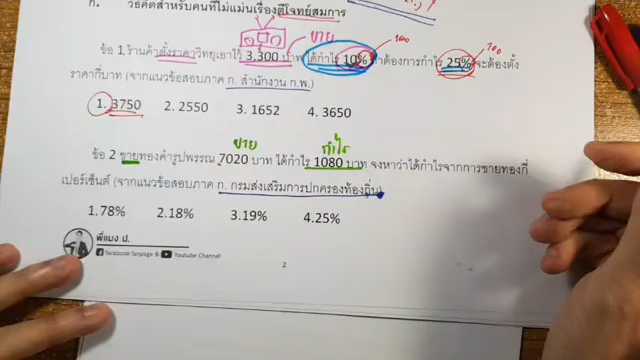 ก. วิธีคิดสำหรับคนที่ไม่แม่นเรื่องตีโจทย์สมการ
ขาย 100 100
ข้อ 1.ร้านค้าตั้งราคาวิทยุเอาไว้ 3,300 บาท ได้กำไร 10% ถ้าต้องการกำไร 25% จะต้องตั้ง
ราคากี่บาท (จากแนวข้อสอบภาค ก. สำนักงาน ก.พ.)
1. 3750 2. 2550 3. 1652 4. 3650
ขาย กำไร
ข้อ 2 ขายทองคำรูปพรรณ 7020 บาท ได้กำไร 1080 บาท จงหาว่าได้กำไรจากการขายทองกี่
เปอร์เซ็นต์ (จากแนวข้อสอบภาค ก. กรมส่งเสริมการปกครองท้องถิ่น)
1.78% 2.18% 3.19% 4.25%
พี่แมง ป.
Facebook fanpage & Youtube Channel
2